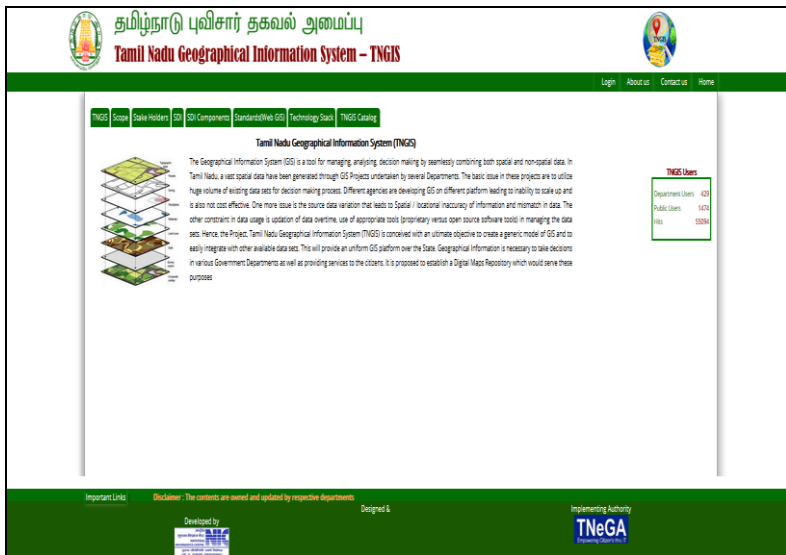 தமிழ்நாடு புவிசார் தகவல் அமைப்பு
Tamil Nadu Geographical Information System – TNGIS
TNGIS
Login About us Contact us Home
TNGIS Scope Stake Holders SDI SDI Components Standards(Web GIS) Technology Stack TNGIS Catalog
Tamil Nadu Geographical Information System (TNGIS)
The Geographical Information System (GIS) is a tool for managing, analysing, decision making by seamlessly combining both spatial and non-spatial data. In
Tamil Nadu, a vast spatial data have been generated through GIS Projects undertaken by several Departments. The basic issue in these projects are to utilize
huge volume of existing data sets for decision making process. Different agencies are developing GIS on different platform leading to inability to scale up and
is also not cost effective. One more issue is the source data variation that leads to Spatial / locational inaccuracy of information and mismatch in data. The
other constraint in data usage is updation of data overtime, use of appropriate tools (proprietary versus open source software tools) in managing the data
sets. Hence, the Project, Tamil Nadu Geographical Information System (TNGIS) is conceived with an ultimate objective to create a generic model of GIS and to
easily integrate with other available data sets. This will provide an uniform GIS platform over the State. Geographical Information is necessary to take decisions
in various Government Departments as well as providing services to the citizens. It is proposed to establish a Digital Maps Repository which would serve these
purposes
TNGIS Users
Department Users 429
Public Users 1474
Hits 55094
Important Links Disclaimer : The contents are owned and updated by respective departments
Designed &
Developed by
NIC
Implementing Authority
TNeGA